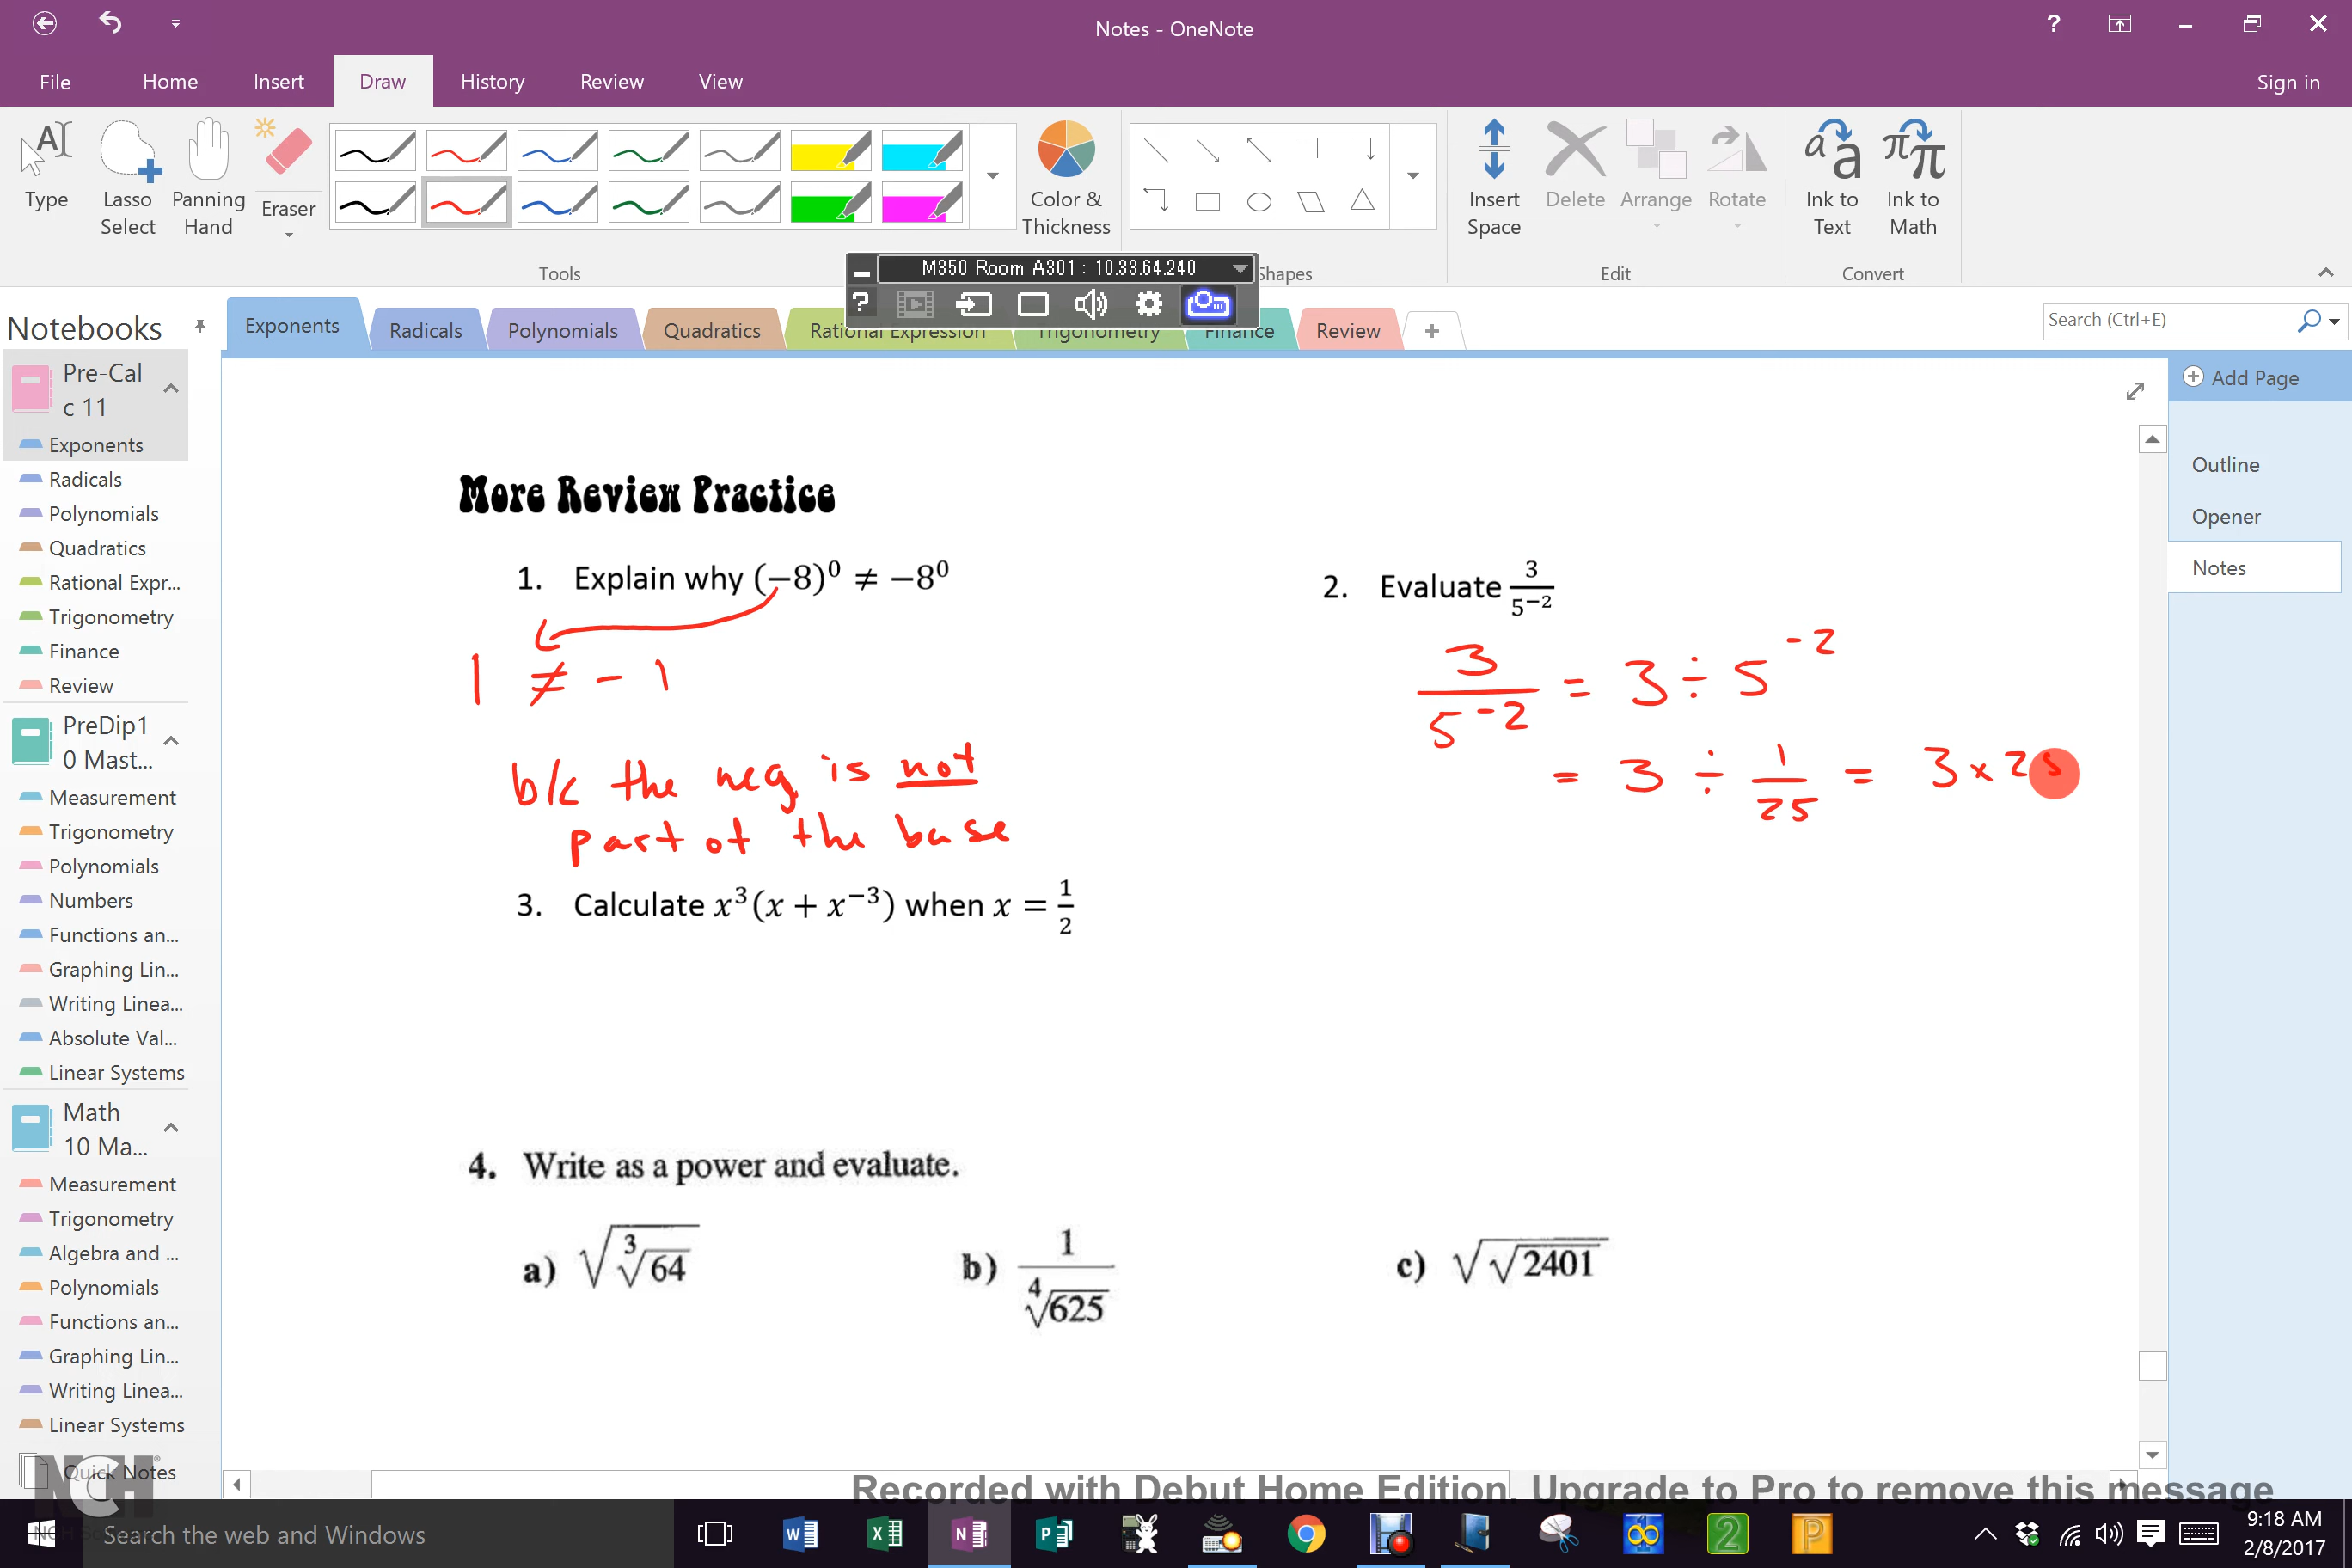 Notes - OneNote
?
File Home Insert Draw History Review View Sign in
Type
Lasso Select
Panning Hand
Eraser
Color & Thickness
Insert Space
Delete
Arrange
Rotate
Ink to Text
Ink to Math
Tools
Shapes
Edit
Convert
M350 Room A301 : 10.33.64.240
?
Notebooks
Exponents Radicals Polynomials Quadratics Rational Expression Trigonometry Finance Review +
Search (Ctrl+E)
Pre-Cal
c 11
Exponents
Radicals
Polynomials
Quadratics
Rational Expr...
Trigonometry
Finance
Review
PreDip1
0 Mast...
Measurement
Trigonometry
Polynomials
Numbers
Functions an...
Graphing Lin...
Writing Linea...
Absolute Val...
Linear Systems
Math
10 Ma...
Measurement
Trigonometry
Algebra and ...
Polynomials
Functions an...
Graphing Lin...
Writing Linea...
Linear Systems
Quick Notes
Add Page
Outline
Opener
Notes
More Review Practice
1. Explain why (−8)⁰ ≠ −8⁰
1 ≠ - 1
b/c the neg is not
part of the base
2. Evaluate 3/5⁻²
3/5⁻² = 3 ÷ 5⁻²
= 3 ÷ 1/25 = 3 × 25
3. Calculate x³(x + x⁻³) when x = 1/2
4. Write as a power and evaluate.
a) √(³√64) b) 1/⁴√625 c) √(√2401)
Recorded with Debut Home Edition. Upgrade to Pro to remove this message
NCH
Search the web and Windows
9:18 AM
2/8/2017